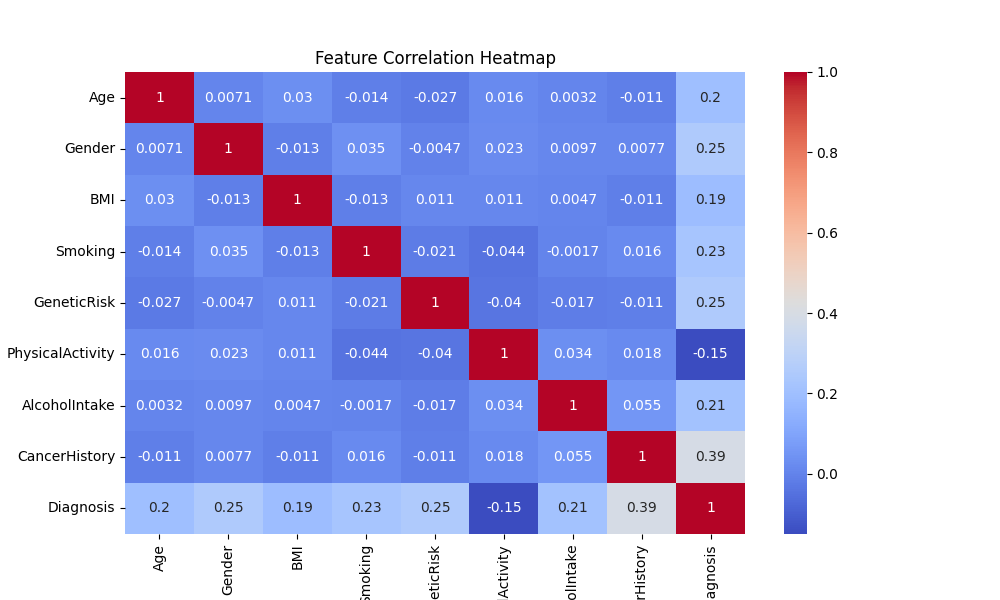 Feature Correlation Heatmap
Age 1 0.0071 0.03 -0.014 -0.027 0.016 0.0032 -0.011 0.2
Gender 0.0071 1 -0.013 0.035 -0.0047 0.023 0.0097 0.0077 0.25
BMI 0.03 -0.013 1 -0.013 0.011 0.011 0.0047 -0.011 0.19
Smoking -0.014 0.035 -0.013 1 -0.021 -0.044 -0.0017 0.016 0.23
GeneticRisk -0.027 -0.0047 0.011 -0.021 1 -0.04 -0.017 -0.011 0.25
PhysicalActivity 0.016 0.023 0.011 -0.044 -0.04 1 0.034 0.018 -0.15
AlcoholIntake 0.0032 0.0097 0.0047 -0.0017 -0.017 0.034 1 0.055 0.21
CancerHistory -0.011 0.0077 -0.011 0.016 -0.011 0.018 0.055 1 0.39
Diagnosis 0.2 0.25 0.19 0.23 0.25 -0.15 0.21 0.39 1
Age
Gender
BMI
Smoking
eticRisk
lActivity
olIntake
rHistory
agnosis
1.0
0.8
0.6
0.4
0.2
0.0